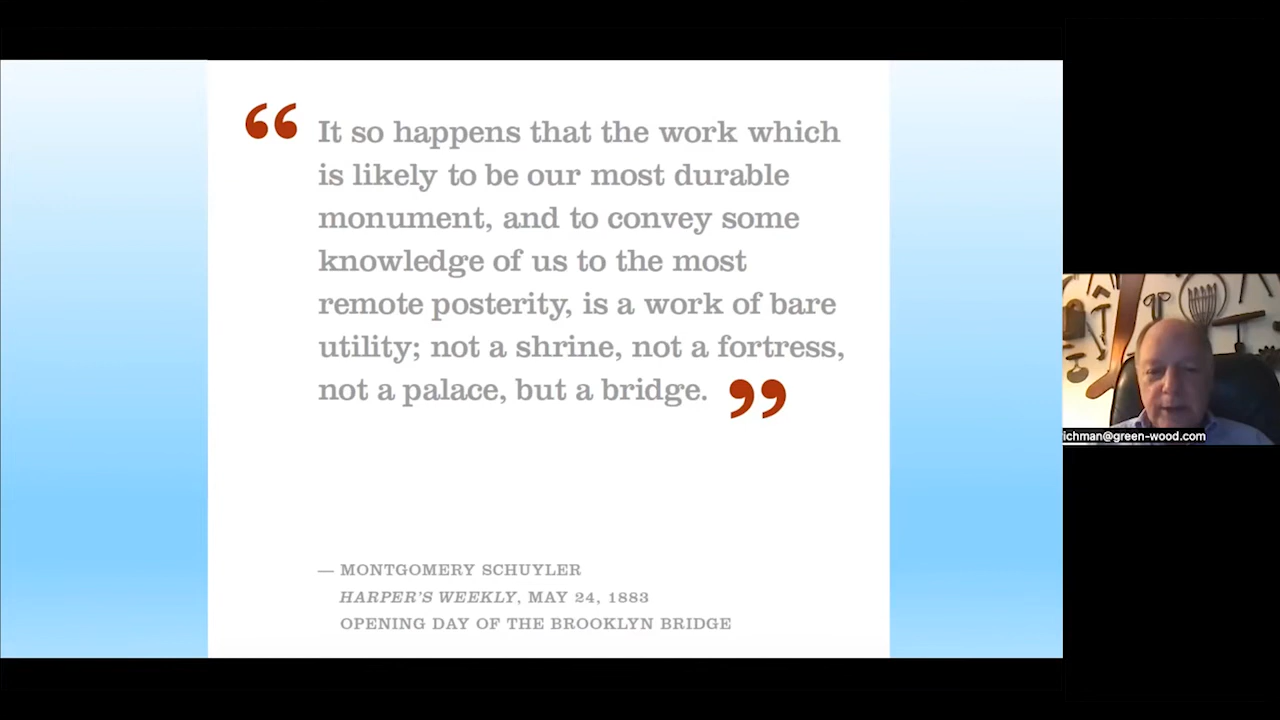 “ It so happens that the work which
is likely to be our most durable
monument, and to convey some
knowledge of us to the most
remote posterity, is a work of bare
utility; not a shrine, not a fortress,
not a palace, but a bridge. ”
— MONTGOMERY SCHUYLER
HARPER'S WEEKLY, MAY 24, 1883
OPENING DAY OF THE BROOKLYN BRIDGE
ichman@green-wood.com